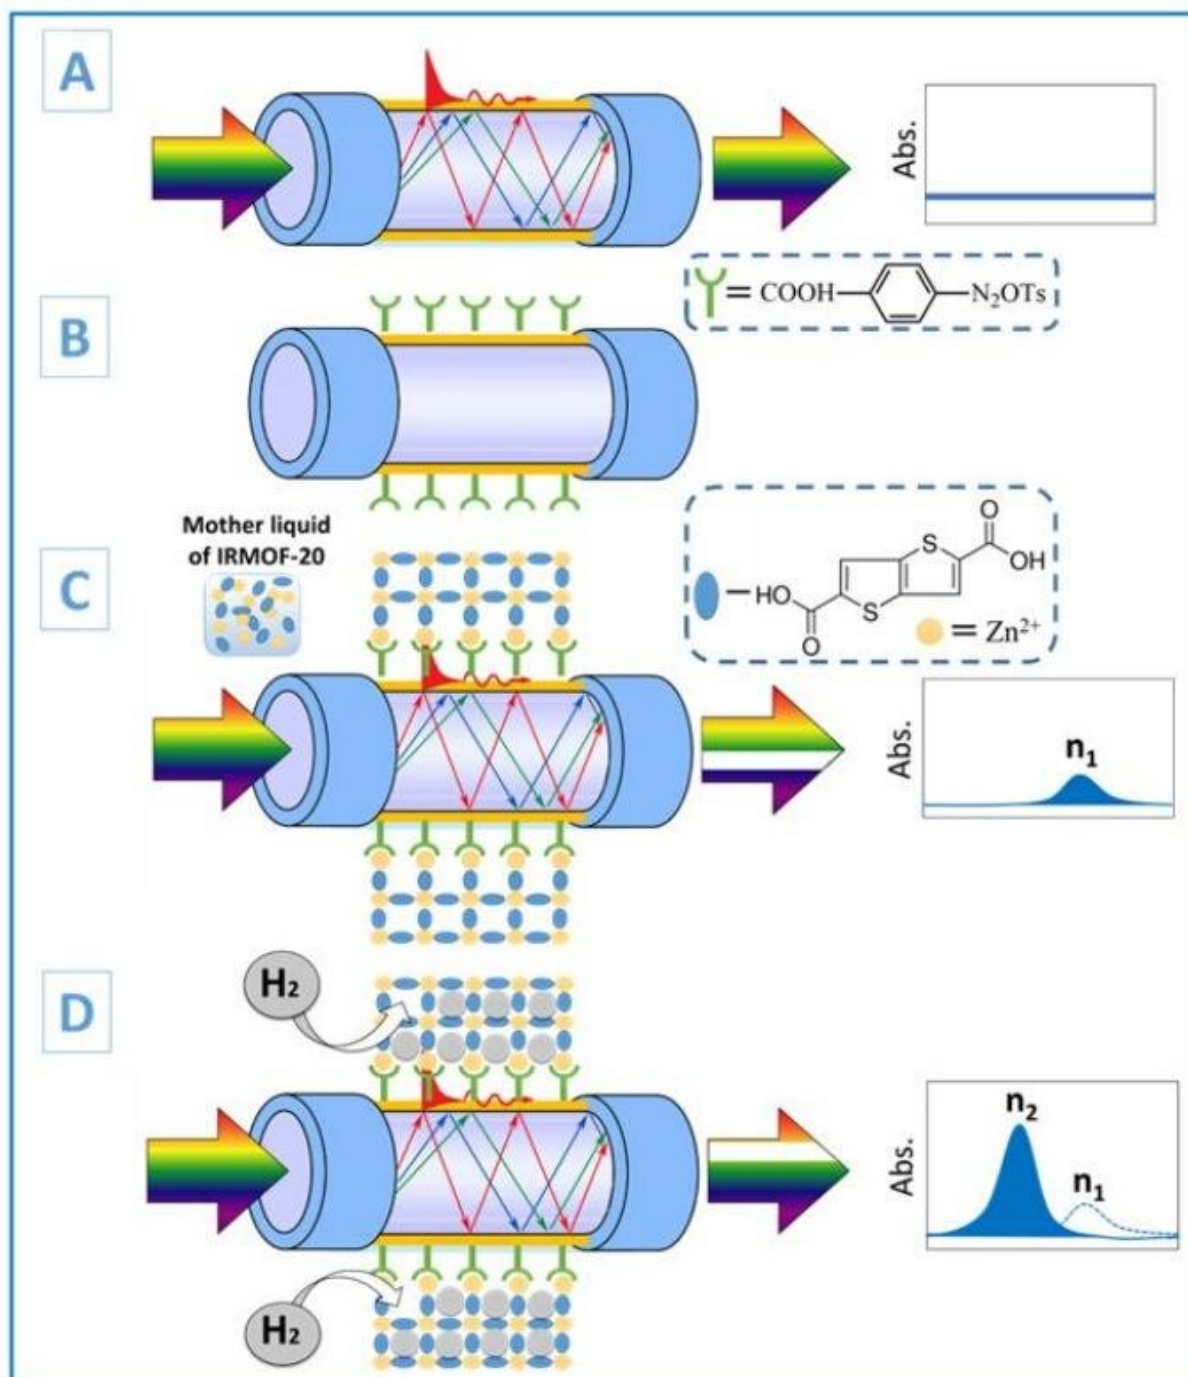 A
Abs.
= COOH N₂OTs
B
Mother liquid
of IRMOF-20
C
O
S
OH
HO
S
O
= Zn²⁺
Abs.
n₁
H₂
D
n₂
n₁
Abs.
H₂